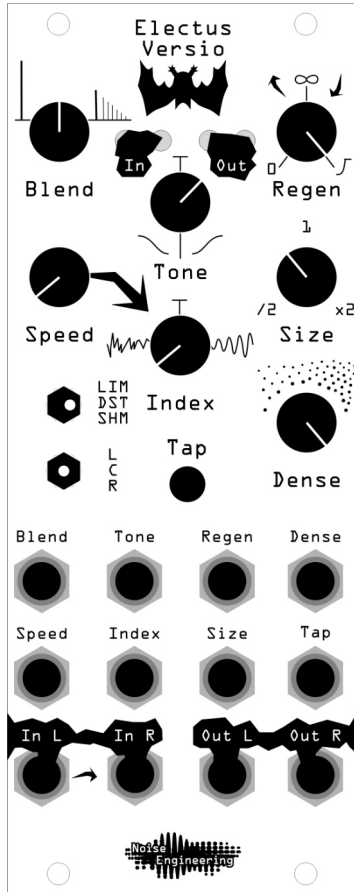 Electus
Versio
In
Out
Blend
Regen
Tone
1
Speed
/2
x2
Size
Index
LIM
DST
SHM
Tap
L
C
R
Dense
Blend Tone Regen Dense
Speed Index Size Tap
In L In R Out L Out R
Noise
Engineering